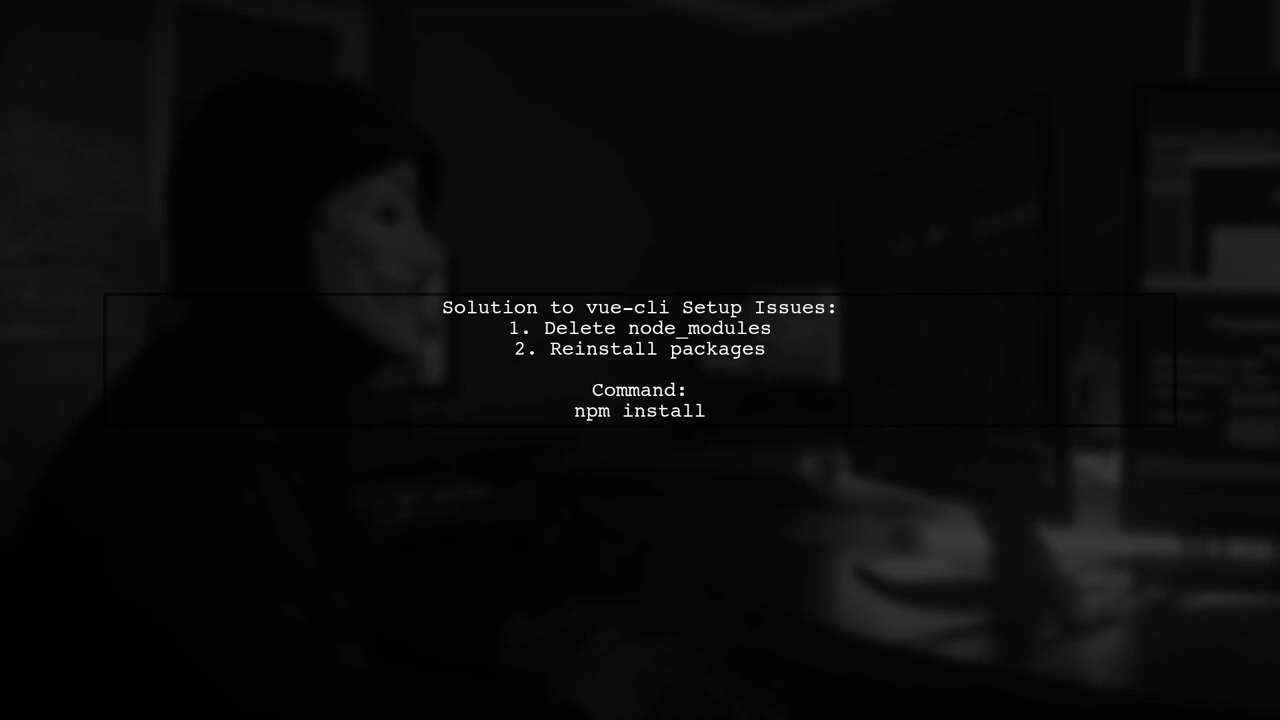 Solution to vue-cli Setup Issues:
1. Delete node_modules
2. Reinstall packages
Command:
npm install